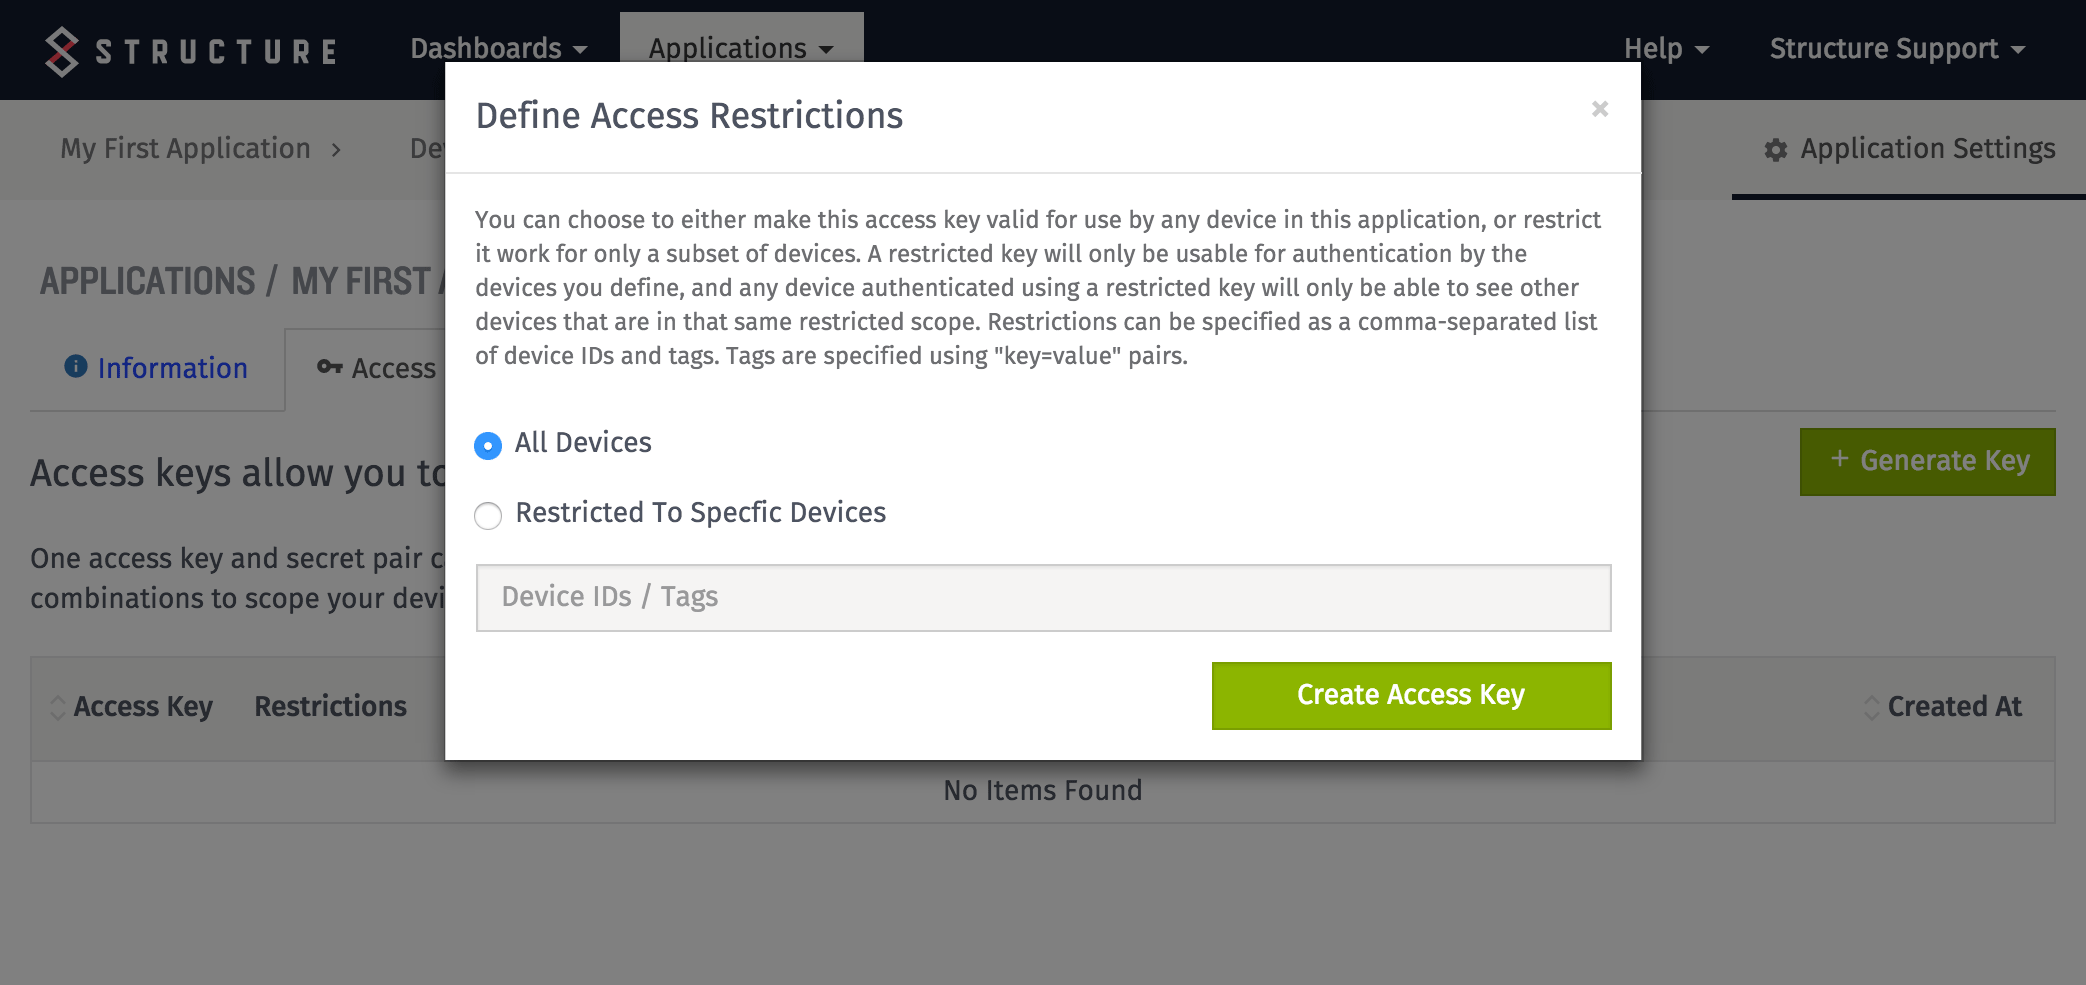 STRUCTURE
Dashboards
Applications
Help
Structure Support
My First Application
Application Settings
APPLICATIONS / MY FIRST
Information
Access
Access keys allow you to
+ Generate Key
One access key and secret pair
combinations to scope your
Access Key
Restrictions
Created At
No Items Found
Define Access Restrictions
×
You can choose to either make this access key valid for use by any device in this application, or restrict
it work for only a subset of devices. A restricted key will only be usable for authentication by the
devices you define, and any device authenticated using a restricted key will only be able to see other
devices that are in that same restricted scope. Restrictions can be specified as a comma-separated list
of device IDs and tags. Tags are specified using "key=value" pairs.
All Devices
Restricted To Specfic Devices
Device IDs / Tags
Create Access Key